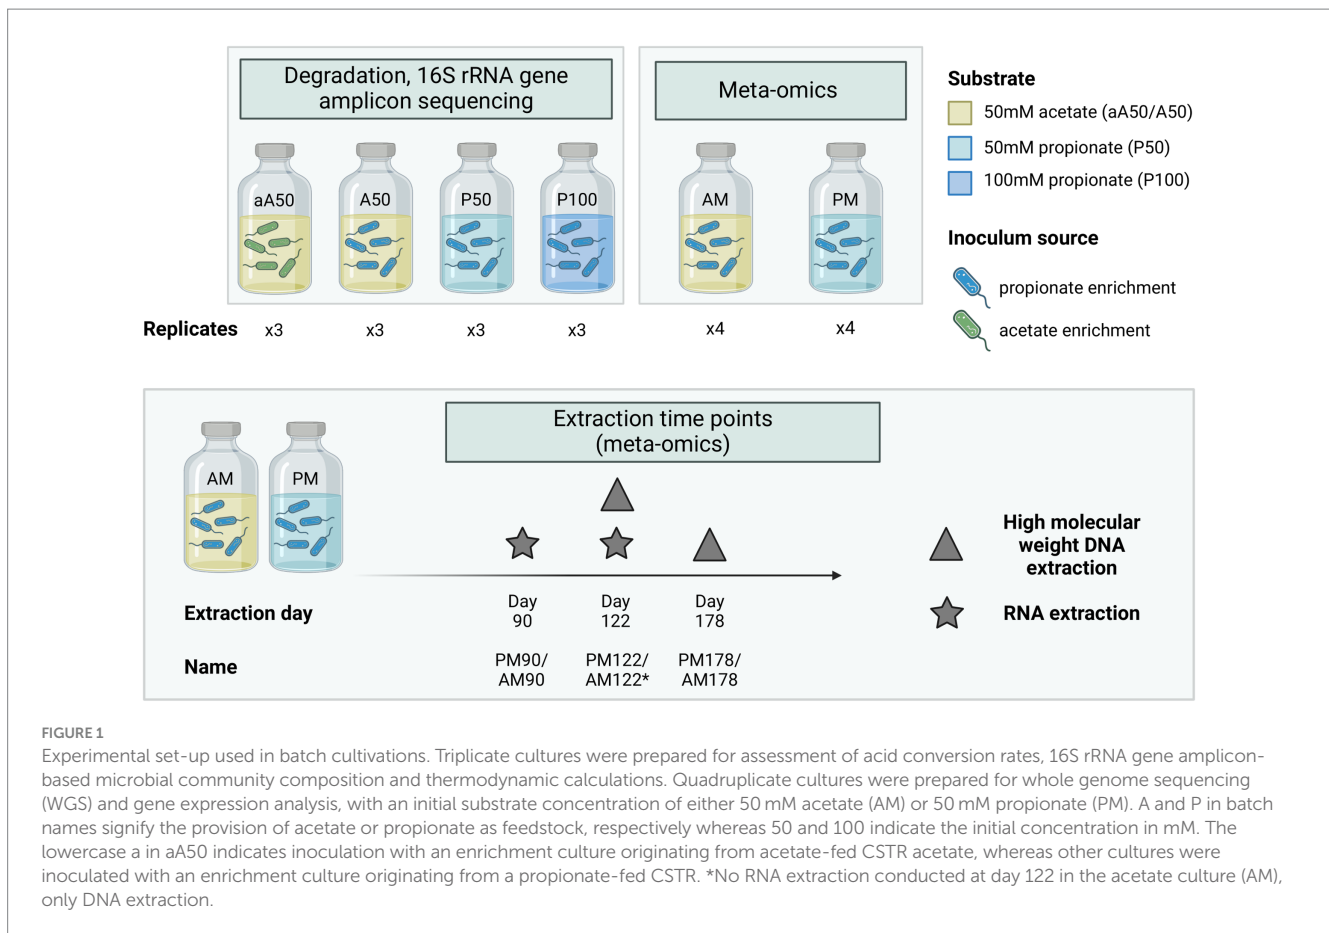 Degradation, 16S rRNA gene
amplicon sequencing
Meta-omics
aA50
A50
P50
P100
AM
PM
Replicates
x3
x3
x3
x3
x4
x4
Substrate
50mM acetate (aA50/A50)
50mM propionate (P50)
100mM propionate (P100)
Inoculum source
propionate enrichment
acetate enrichment
Extraction time points
(meta-omics)
AM
PM
High molecular
weight DNA
extraction
RNA extraction
Extraction day
Day
90
Day
122
Day
178
Name
PM90/
AM90
PM122/
AM122*
PM178/
AM178
FIGURE 1
Experimental set-up used in batch cultivations. Triplicate cultures were prepared for assessment of acid conversion rates, 16S rRNA gene amplicon-
based microbial community composition and thermodynamic calculations. Quadruplicate cultures were prepared for whole genome sequencing
(WGS) and gene expression analysis, with an initial substrate concentration of either 50 mM acetate (AM) or 50 mM propionate (PM). A and P in batch
names signify the provision of acetate or propionate as feedstock, respectively whereas 50 and 100 indicate the initial concentration in mM. The
lowercase a in aA50 indicates inoculation with an enrichment culture originating from acetate-fed CSTR acetate, whereas other cultures were
inoculated with an enrichment culture originating from a propionate-fed CSTR. *No RNA extraction conducted at day 122 in the acetate culture (AM),
only DNA extraction.